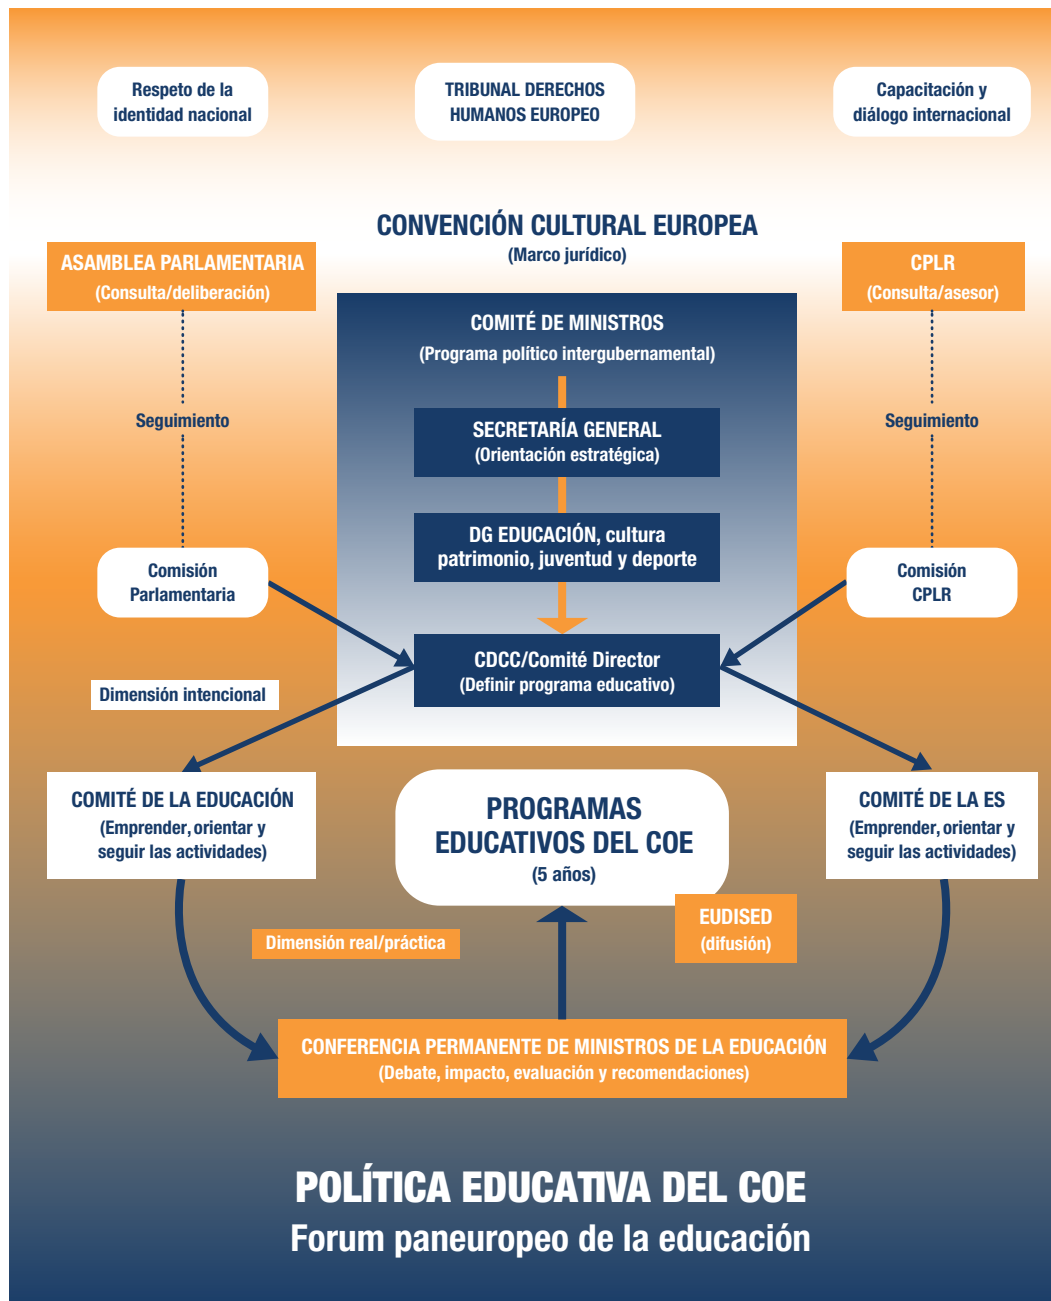 Respeto de la
identidad nacional
TRIBUNAL DERECHOS
HUMANOS EUROPEO
Capacitación y
diálogo internacional
CONVENCIÓN CULTURAL EUROPEA
(Marco jurídico)
ASAMBLEA PARLAMENTARIA
(Consulta/deliberación)
CPLR
(Consulta/asesor)
COMITÉ DE MINISTROS
(Programa político intergubernamental)
Seguimiento
SECRETARÍA GENERAL
(Orientación estratégica)
Seguimiento
DG EDUCACIÓN, cultura
patrimonio, juventud y deporte
Comisión
Parlamentaria
Comisión
CPLR
CDCC/Comité Director
(Definir programa educativo)
Dimensión intencional
COMITÉ DE LA EDUCACIÓN
(Emprender, orientar y
seguir las actividades)
PROGRAMAS
EDUCATIVOS DEL COE
(5 años)
COMITÉ DE LA ES
(Emprender, orientar y
seguir las actividades)
EUDISED
(difusión)
Dimensión real/práctica
CONFERENCIA PERMANENTE DE MINISTROS DE LA EDUCACIÓN
(Debate, impacto, evaluación y recomendaciones)
POLÍTICA EDUCATIVA DEL COE
Forum paneuropeo de la educación